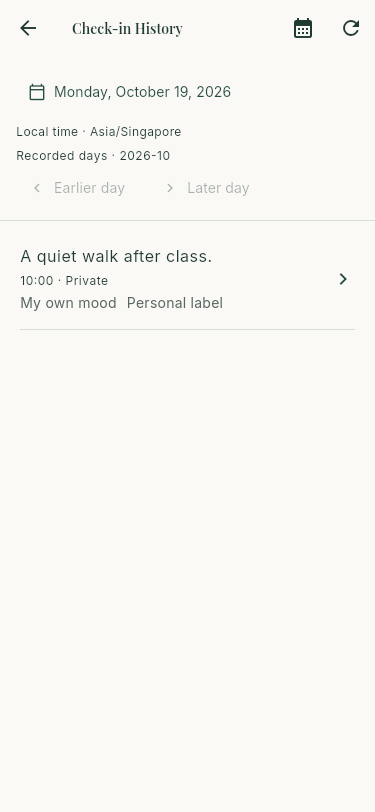 Check-in History
Monday, October 19, 2026
Local time · Asia/Singapore
Recorded days · 2026-10
Earlier day Later day
A quiet walk after class.
10:00 · Private
My own mood Personal label